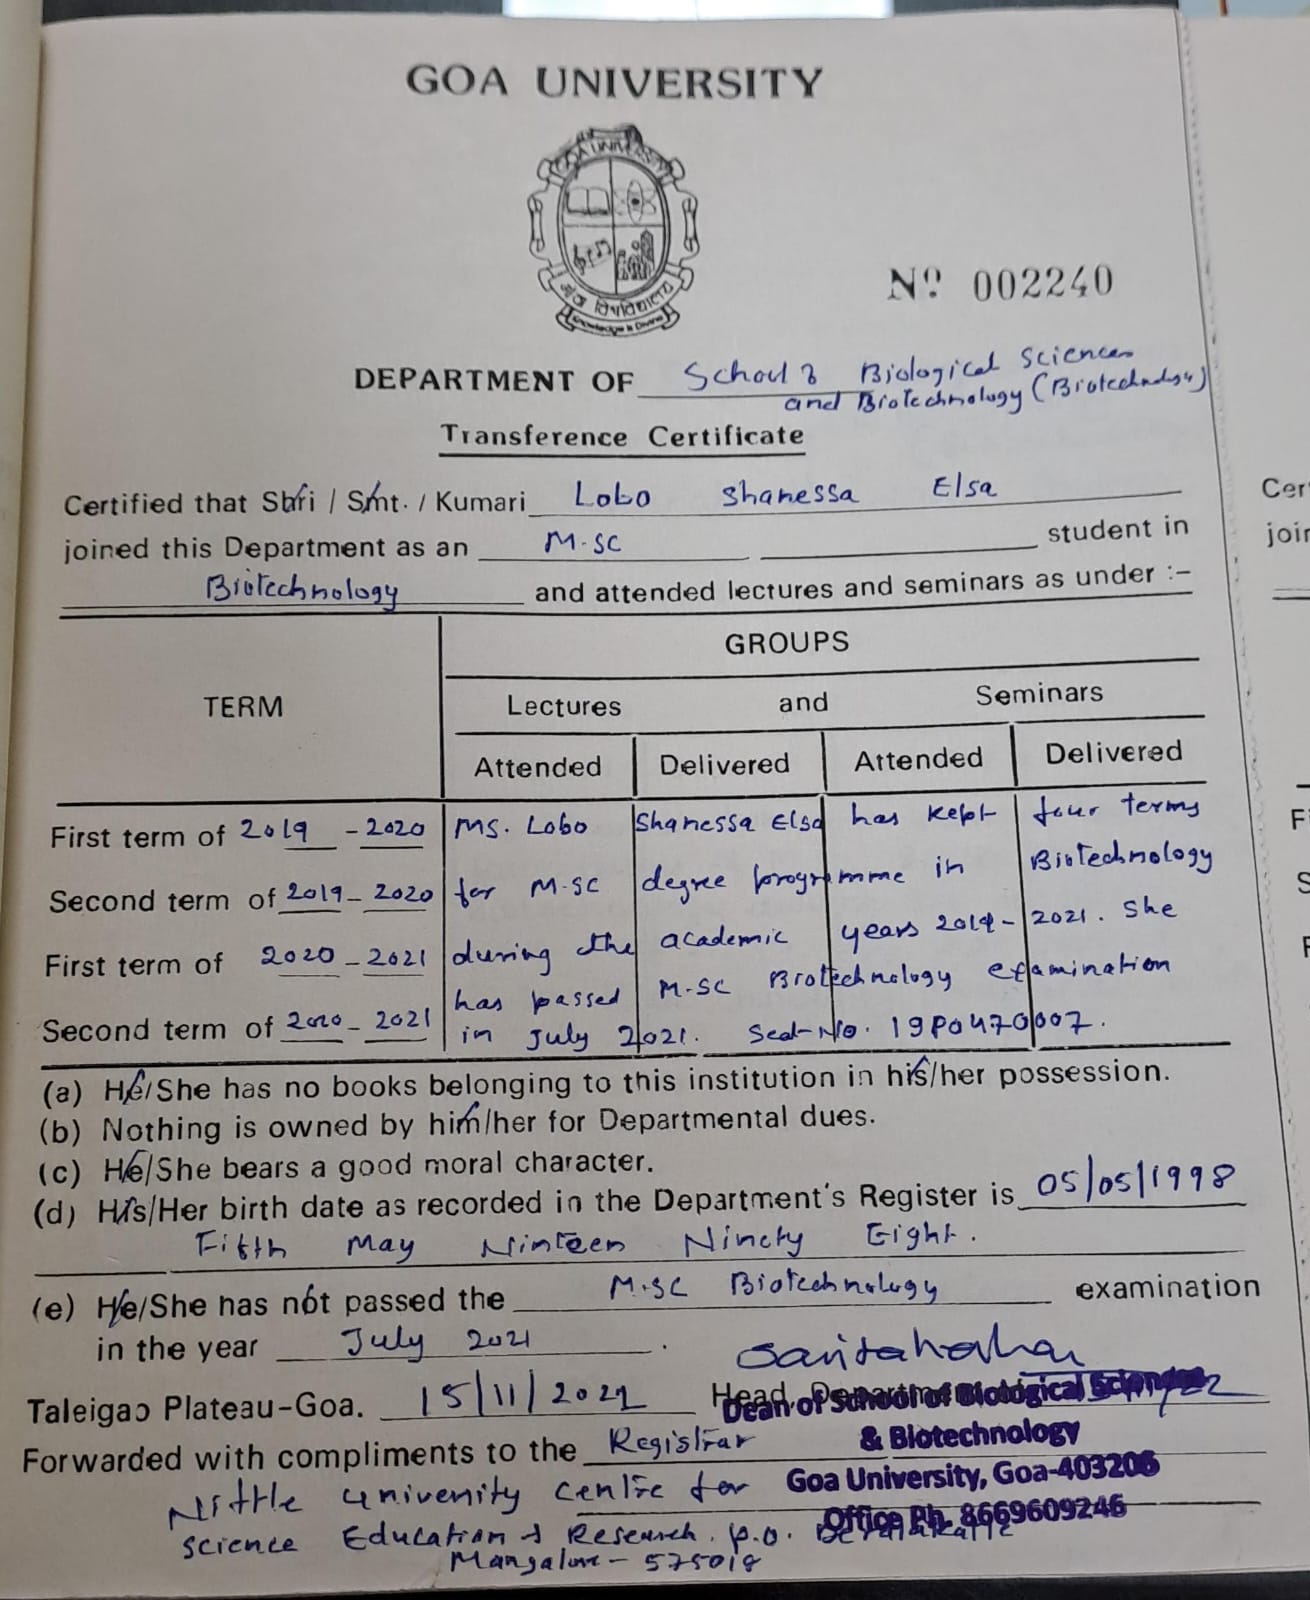 GOA UNIVERSITY
GOA UNIVERSITY
Knowledge is Divine
Nº 002240
DEPARTMENT OF School of Biological Sciences
and Biotechnology (Biotechnology)
Transference Certificate
Certified that Shri / Smt. / Kumari Lobo Shanessa Elsa
joined this Department as an M.SC student in
Biotechnology and attended lectures and seminars as under :-
GROUPS
TERM
Lectures and Seminars
Attended Delivered Attended Delivered
First term of 2019 - 2020 Ms. Lobo Shanessa Elsa has kept four terms
Second term of 2019 - 2020 for M.SC degree programme in Biotechnology
First term of 2020 - 2021 during the academic years 2019 - 2021. She
has passed M.SC Biotechnology examination
Second term of 2020 - 2021 in July 2021. Seat No. 19P0470007.
(a) He/She has no books belonging to this institution in his/her possession.
(b) Nothing is owned by him/her for Departmental dues.
(c) He/She bears a good moral character.
(d) His/Her birth date as recorded in the Department's Register is 05/05/1998
Fifth May Ninteen Ninety Eight.
(e) He/She has not passed the M.SC Biotechnology examination
in the year July 2021.
Taleigao Plateau-Goa. 15/11/2022 Head, Department
Dean of School of Biological Sciences
Forwarded with compliments to the Registrar
& Biotechnology
Nittle University Centre for
Goa University, Goa-403206
Office Ph. 8669609246
Science Education & Research. P.O.
Mangalore - 575018